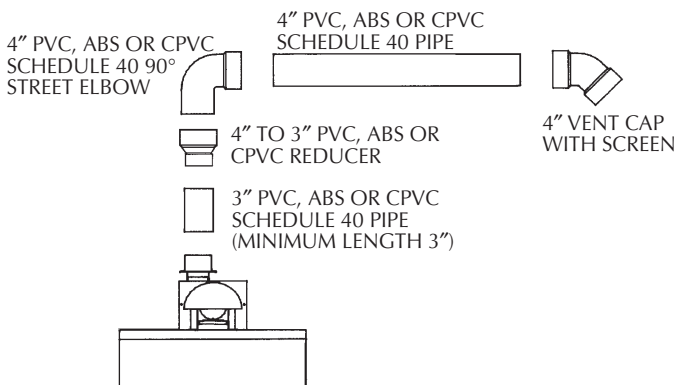 4″ PVC, ABS OR CPVC
SCHEDULE 40 90°
STREET ELBOW
4″ PVC, ABS OR CPVC
SCHEDULE 40 PIPE
4″ VENT CAP
WITH SCREEN
4″ TO 3″ PVC, ABS OR
CPVC REDUCER
3″ PVC, ABS OR CPVC
SCHEDULE 40 PIPE
(MINIMUM LENGTH 3″)